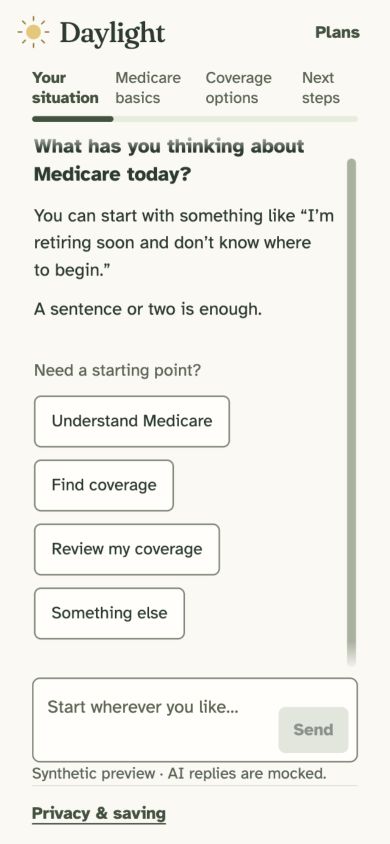 Daylight
Plans
Your situation
Medicare basics
Coverage options
Next steps
What has you thinking about
Medicare today?
You can start with something like “I’m
retiring soon and don’t know where
to begin.”
A sentence or two is enough.
Need a starting point?
Understand Medicare
Find coverage
Review my coverage
Something else
Start wherever you like...
Send
Synthetic preview · AI replies are mocked.
Privacy & saving